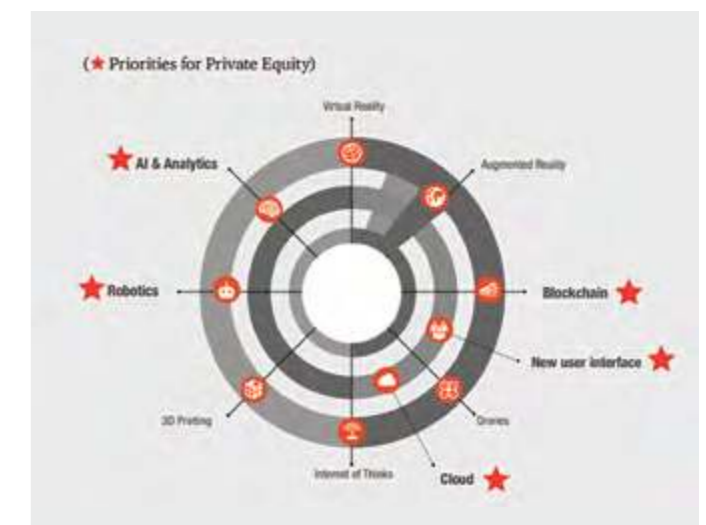 (★ Priorities for Private Equity)
Virtual Reality
AI & Analytics
Augmented Reality
Robotics
Blockchain
New user interface
3D Printing
Drones
Internet of Thinks
Cloud